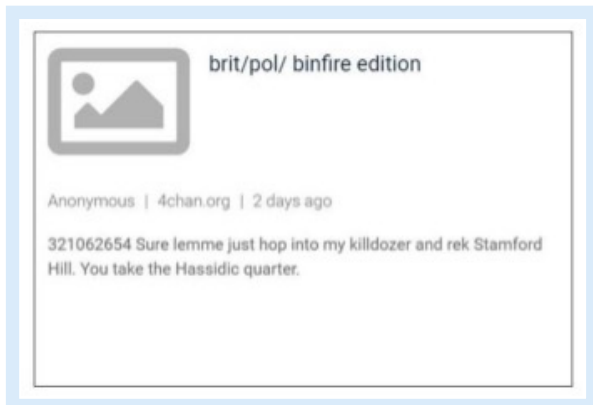 brit/pol/ binfire edition
Anonymous | 4chan.org | 2 days ago
321062654 Sure lemme just hop into my killdozer and rek Stamford
Hill. You take the Hassidic quarter.